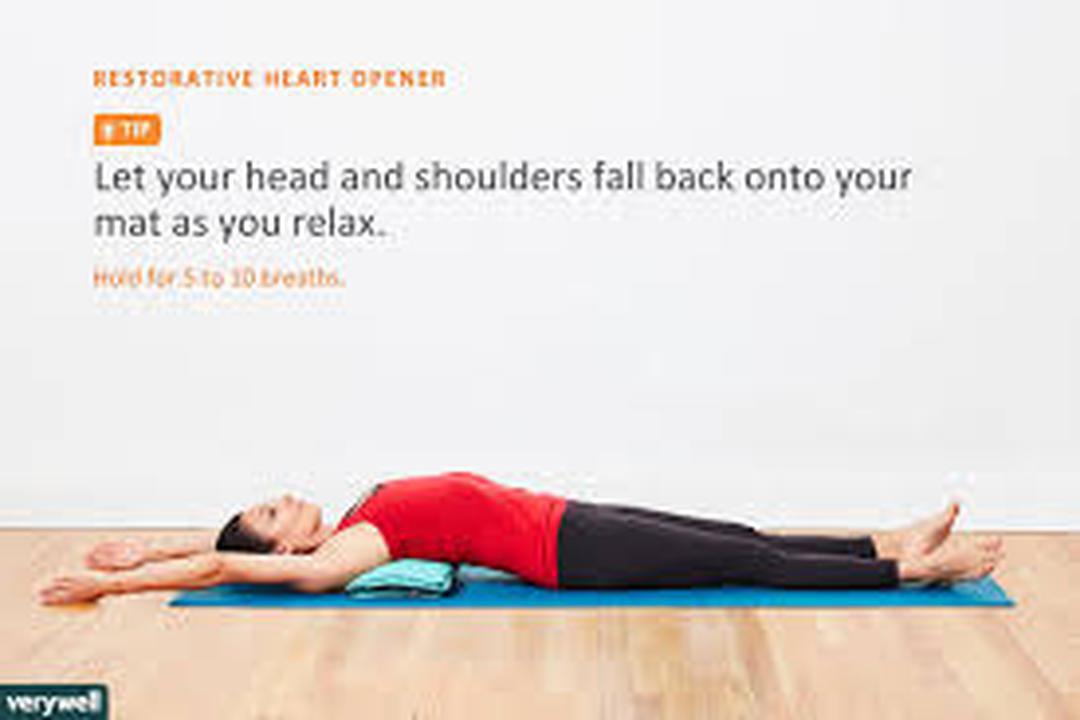 RESTORATIVE HEART OPENER
TIP
Let your head and shoulders fall back onto your
mat as you relax.
Hold for 5 to 10 breaths.
verywell